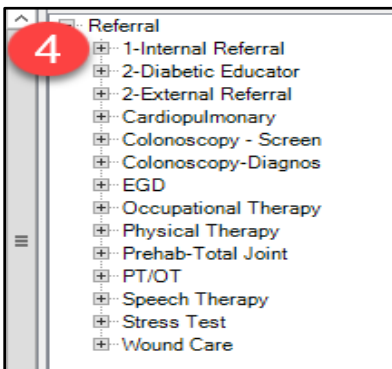 Referral
4
1-Internal Referral
2-Diabetic Educator
2-External Referral
Cardiopulmonary
Colonoscopy - Screen
Colonoscopy-Diagnos
EGD
Occupational Therapy
Physical Therapy
Prehab-Total Joint
PT/OT
Speech Therapy
Stress Test
Wound Care